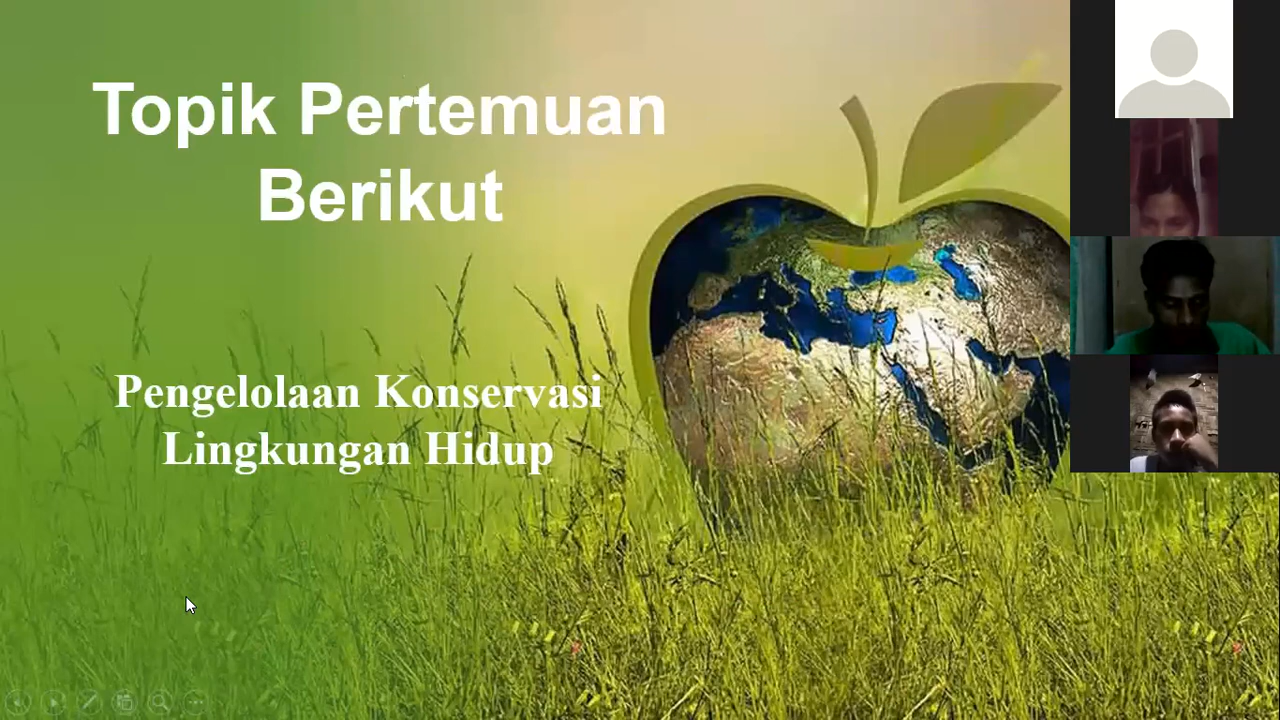 Topik Pertemuan
Berikut
Pengelolaan Konservasi
Lingkungan Hidup